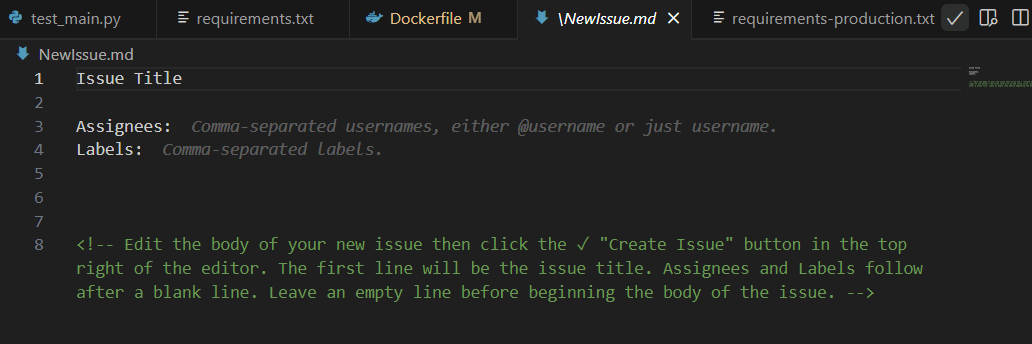 test_main.py requirements.txt Dockerfile M \NewIssue.md requirements-production.txt
NewIssue.md
1 Issue Title
2
3 Assignees: Comma-separated usernames, either @username or just username.
4 Labels: Comma-separated labels.
5
6
7
8 <!-- Edit the body of your new issue then click the ✓ "Create Issue" button in the top
right of the editor. The first line will be the issue title. Assignees and Labels follow
after a blank line. Leave an empty line before beginning the body of the issue. -->